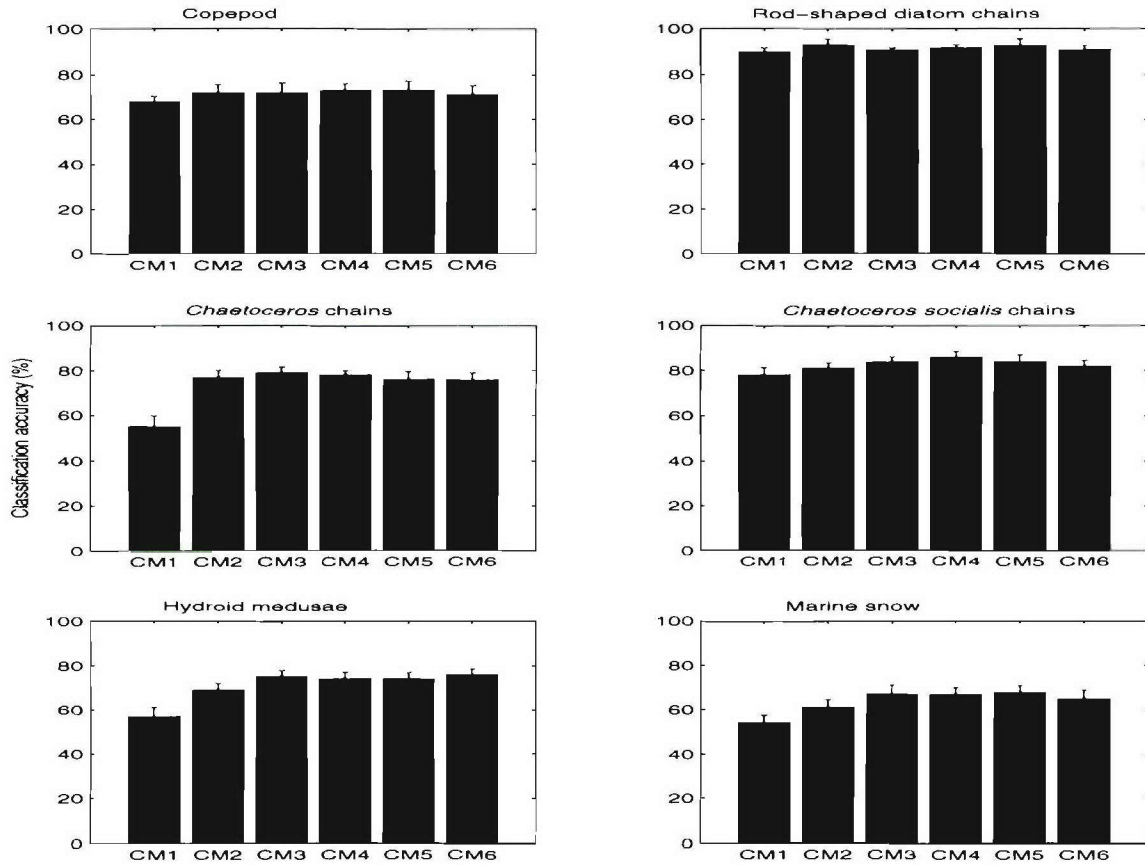 Copepod
100
80
60
40
20
0
CM1 CM2 CM3 CM4 CM5 CM6
Rod-shaped diatom chains
100
80
60
40
20
0
CM1 CM2 CM3 CM4 CM5 CM6
Classification accuracy (%)
Chaetoceros chains
100
80
60
40
20
0
CM1 CM2 CM3 CM4 CM5 CM6
Chaetoceros socialis chains
100
80
60
40
20
0
CM1 CM2 CM3 CM4 CM5 CM6
Hydroid medusae
100
80
60
40
20
0
CM1 CM2 CM3 CM4 CM5 CM6
Marine snow
100
80
60
40
20
0
CM1 CM2 CM3 CM4 CM5 CM6